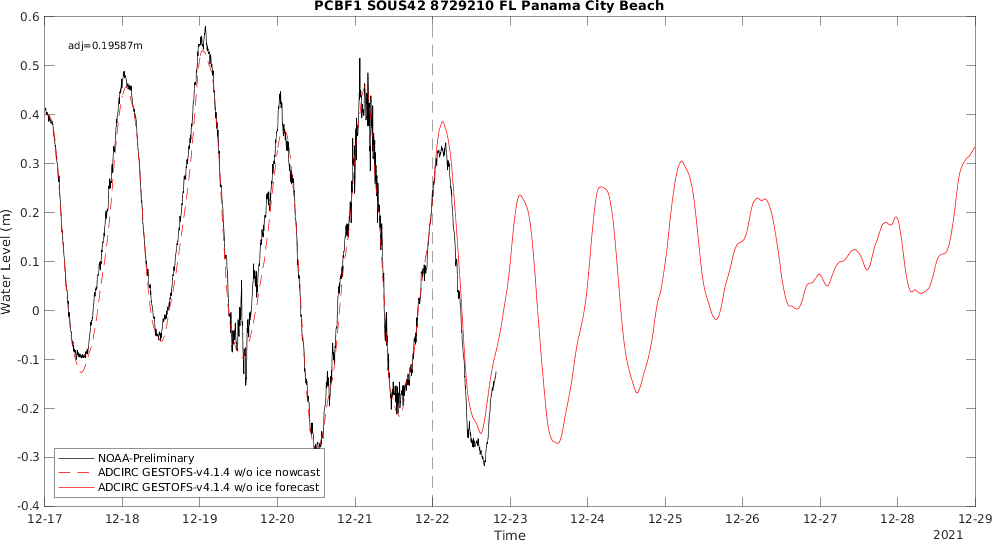 PCBF1 SOUS42 8729210 FL Panama City Beach
adj=0.19587m
0.6
0.5
0.4
0.3
0.2
0.1
0
-0.1
-0.2
-0.3
-0.4
Water Level (m)
NOAA-Preliminary
ADCIRC GESTOFS-v4.1.4 w/o ice nowcast
ADCIRC GESTOFS-v4.1.4 w/o ice forecast
12-17 12-18 12-19 12-20 12-21 12-22 12-23 12-24 12-25 12-26 12-27 12-28 12-29
Time
2021